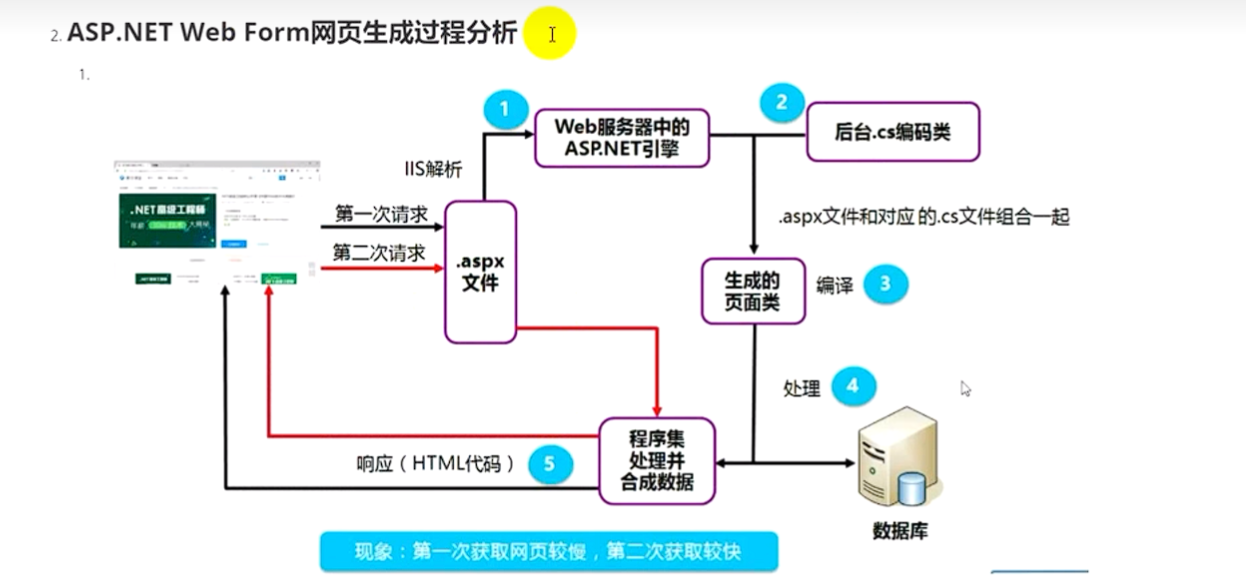 2. ASP.NET Web Form网页生成过程分析
1.
1
2
Web服务器中的
ASP.NET引擎
后台.cs编码类
IIS解析
.NET高级工程师
第一次请求
.aspx文件和对应的.cs文件组合一起
第二次请求
.aspx
文件
生成的
页面类
编译
3
处理
4
程序集
处理并
合成数据
响应（HTML代码）
5
数据库
现象：第一次获取网页较慢，第二次获取较快